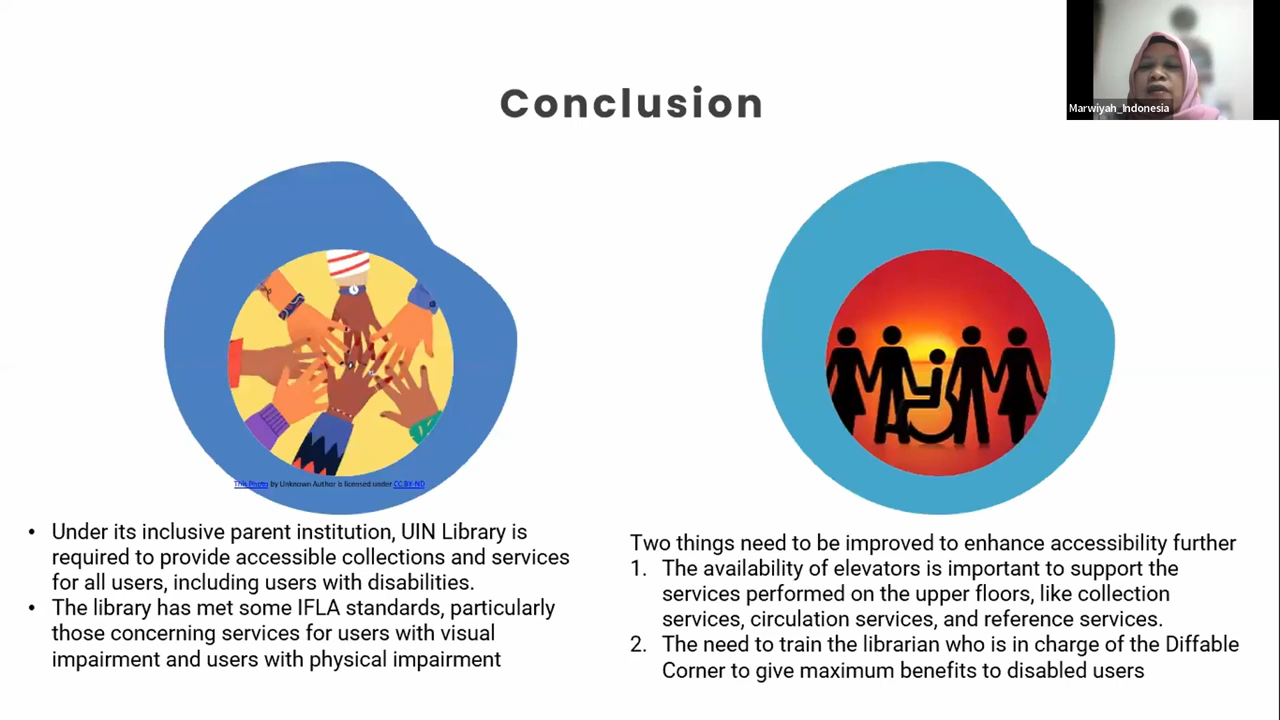 Conclusion
Marwiyah_Indonesia
This Photo by Unknown Author is licensed under CC BY-ND
• Under its inclusive parent institution, UIN Library is
required to provide accessible collections and services
for all users, including users with disabilities.
• The library has met some IFLA standards, particularly
those concerning services for users with visual
impairment and users with physical impairment
Two things need to be improved to enhance accessibility further
1. The availability of elevators is important to support the
services performed on the upper floors, like collection
services, circulation services, and reference services.
2. The need to train the librarian who is in charge of the Diffable
Corner to give maximum benefits to disabled users